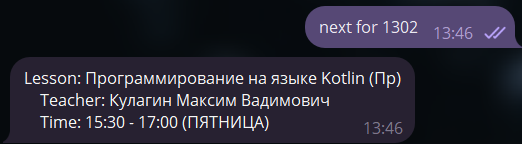 next for 1302
13:46
Lesson: Программирование на языке Kotlin (Пр)
Teacher: Кулагин Максим Вадимович
Time: 15:30 - 17:00 (ПЯТНИЦА)
13:46